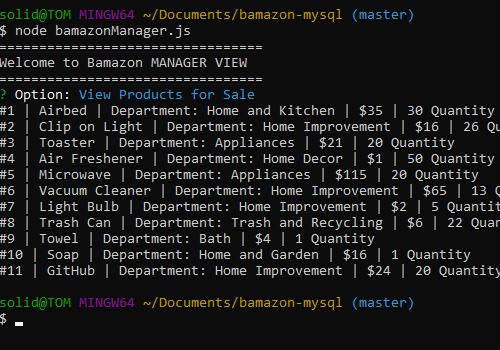 solid@TOM MINGW64 ~/Documents/bamazon-mysql (master)
$ node bamazonManager.js
================================
Welcome to Bamazon MANAGER VIEW
================================
? Option: View Products for Sale
#1 | Airbed | Department: Home and Kitchen | $35 | 30 Quantity
#2 | Clip on Light | Department: Home Improvement | $16 | 26 Qu
#3 | Toaster | Department: Appliances | $21 | 20 Quantity
#4 | Air Freshener | Department: Home Decor | $1 | 50 Quantity
#5 | Microwave | Department: Appliances | $115 | 20 Quantity
#6 | Vacuum Cleaner | Department: Home Improvement | $65 | 13 Q
#7 | Light Bulb | Department: Home Improvement | $2 | 5 Quantit
#8 | Trash Can | Department: Trash and Recycling | $6 | 22 Quan
#9 | Towel | Department: Bath | $4 | 1 Quantity
#10 | Soap | Department: Home and Garden | $16 | 1 Quantity
#11 | GitHub | Department: Home Improvement | $24 | 20 Quantity
solid@TOM MINGW64 ~/Documents/bamazon-mysql (master)
$